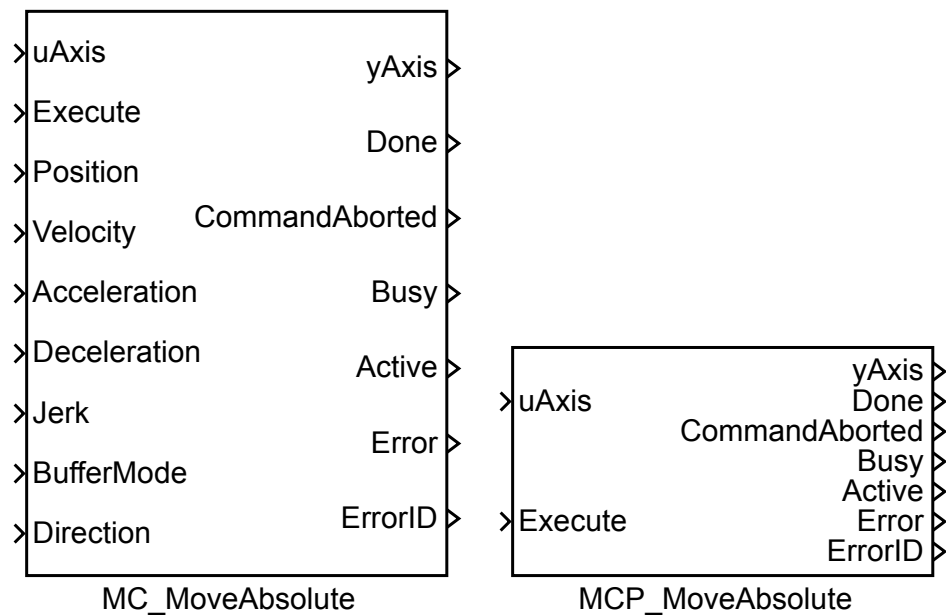 uAxis
Execute
Position
Velocity
Acceleration
Deceleration
Jerk
BufferMode
Direction
yAxis
Done
CommandAborted
Busy
Active
Error
ErrorID
MC_MoveAbsolute
uAxis
Execute
yAxis
Done
CommandAborted
Busy
Active
Error
ErrorID
MCP_MoveAbsolute